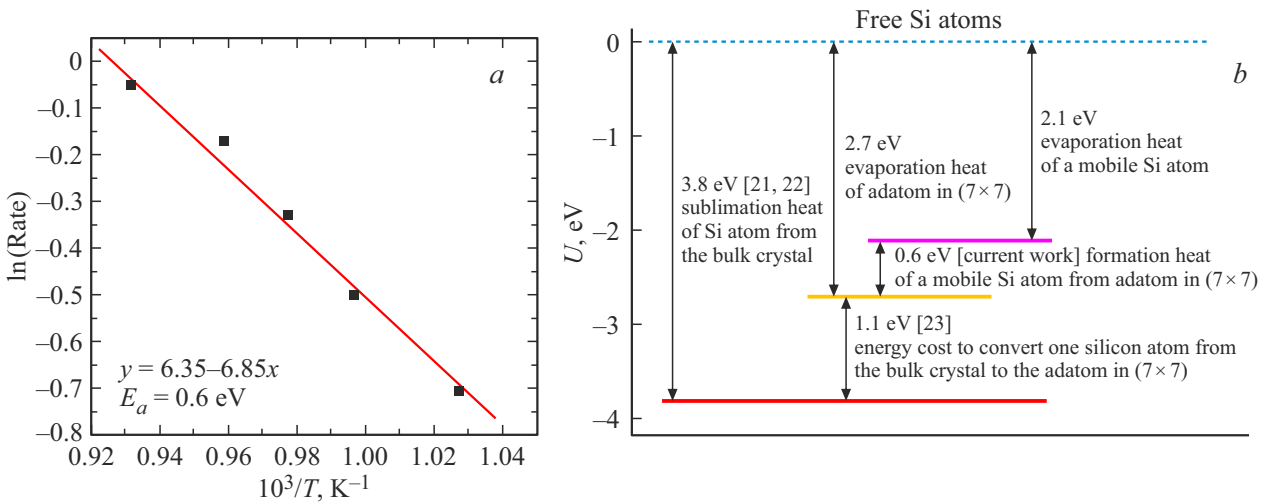 a
0
–0.1
–0.2
–0.3
–0.4
–0.5
–0.6
–0.7
–0.8
ln(Rate)
y = 6.35–6.85x
E_a = 0.6 eV
0.92 0.94 0.96 0.98 1.00 1.02 1.04
10³/T, K⁻¹
Free Si atoms
b
0
–1
–2
–3
–4
U, eV
3.8 eV [21, 22]
sublimation heat
of Si atom from
the bulk crystal
2.7 eV
evaporation heat
of adatom in (7×7)
2.1 eV
evaporation heat
of a mobile Si atom
0.6 eV [current work] formation heat
of a mobile Si atom from adatom in (7×7)
1.1 eV [23]
energy cost to convert one silicon atom from
the bulk crystal to the adatom in (7×7)